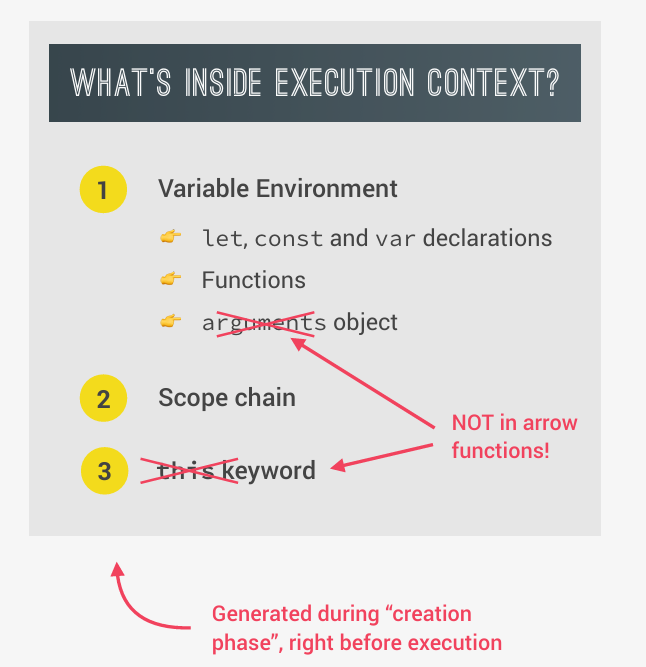 WHAT'S INSIDE EXECUTION CONTEXT?
1 Variable Environment
let, const and var declarations
Functions
arguments object
2 Scope chain
NOT in arrow
functions!
3 this keyword
Generated during “creation
phase”, right before execution